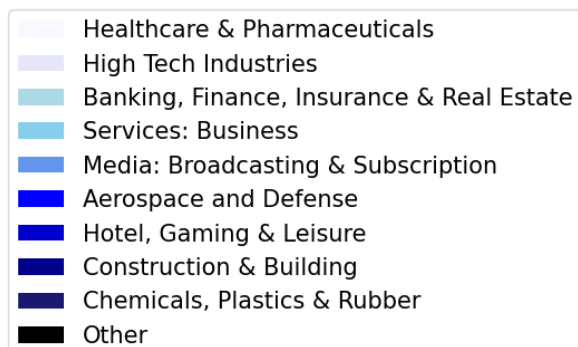 Healthcare & Pharmaceuticals
High Tech Industries
Banking, Finance, Insurance & Real Estate
Services: Business
Media: Broadcasting & Subscription
Aerospace and Defense
Hotel, Gaming & Leisure
Construction & Building
Chemicals, Plastics & Rubber
Other